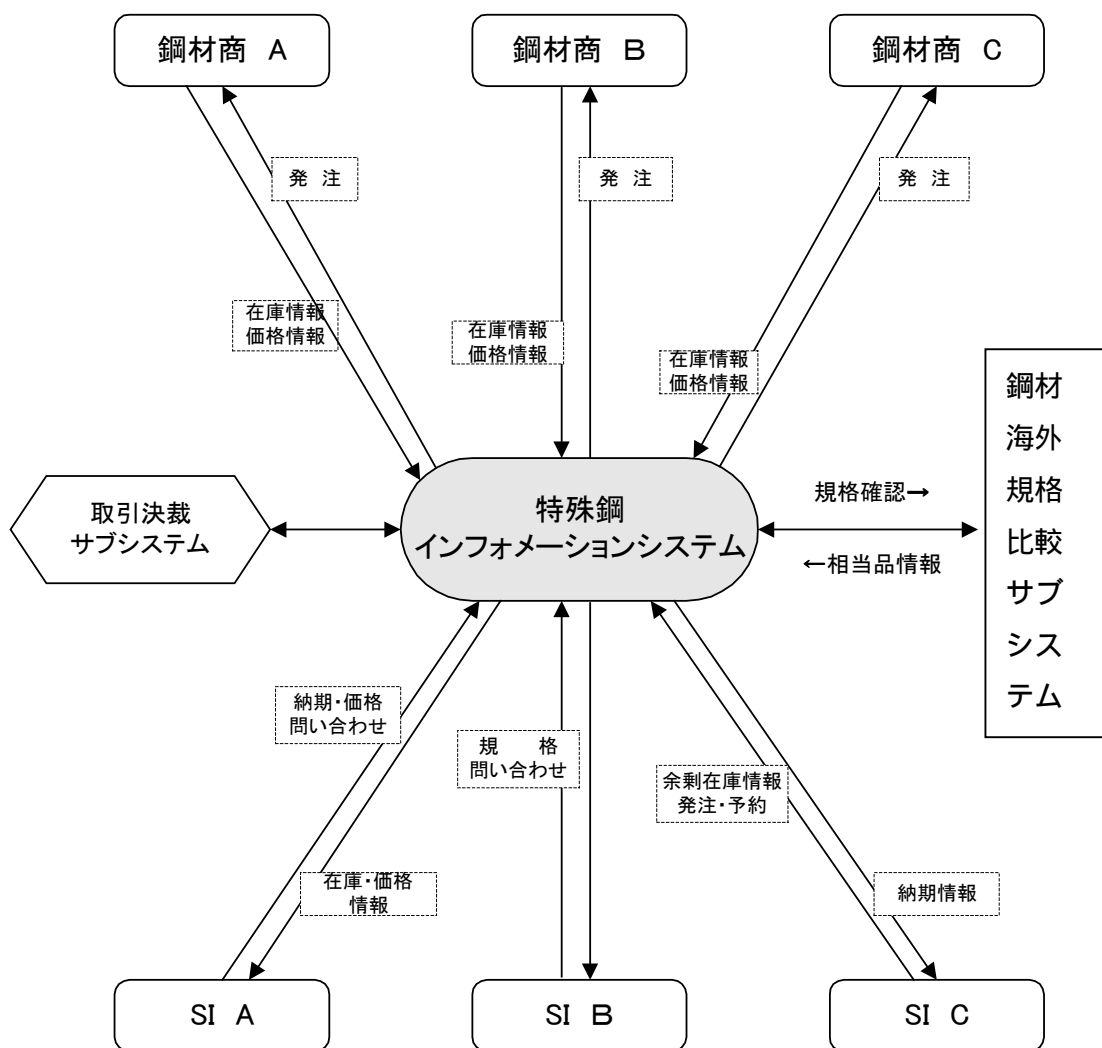 鋼材商 A
鋼材商 B
鋼材商 C
発 注
発 注
発 注
在庫情報
価格情報
在庫情報
価格情報
在庫情報
価格情報
鋼材
海外
規格
比較
サブ
シス
テム
取引決裁
サブシステム
特殊鋼
インフォメーションシステム
規格確認→
←相当品情報
納期・価格
問い合わせ
規 格
問い合わせ
余剰在庫情報
発注・予約
在庫・価格
情報
納期情報
SI A
SI B
SI C